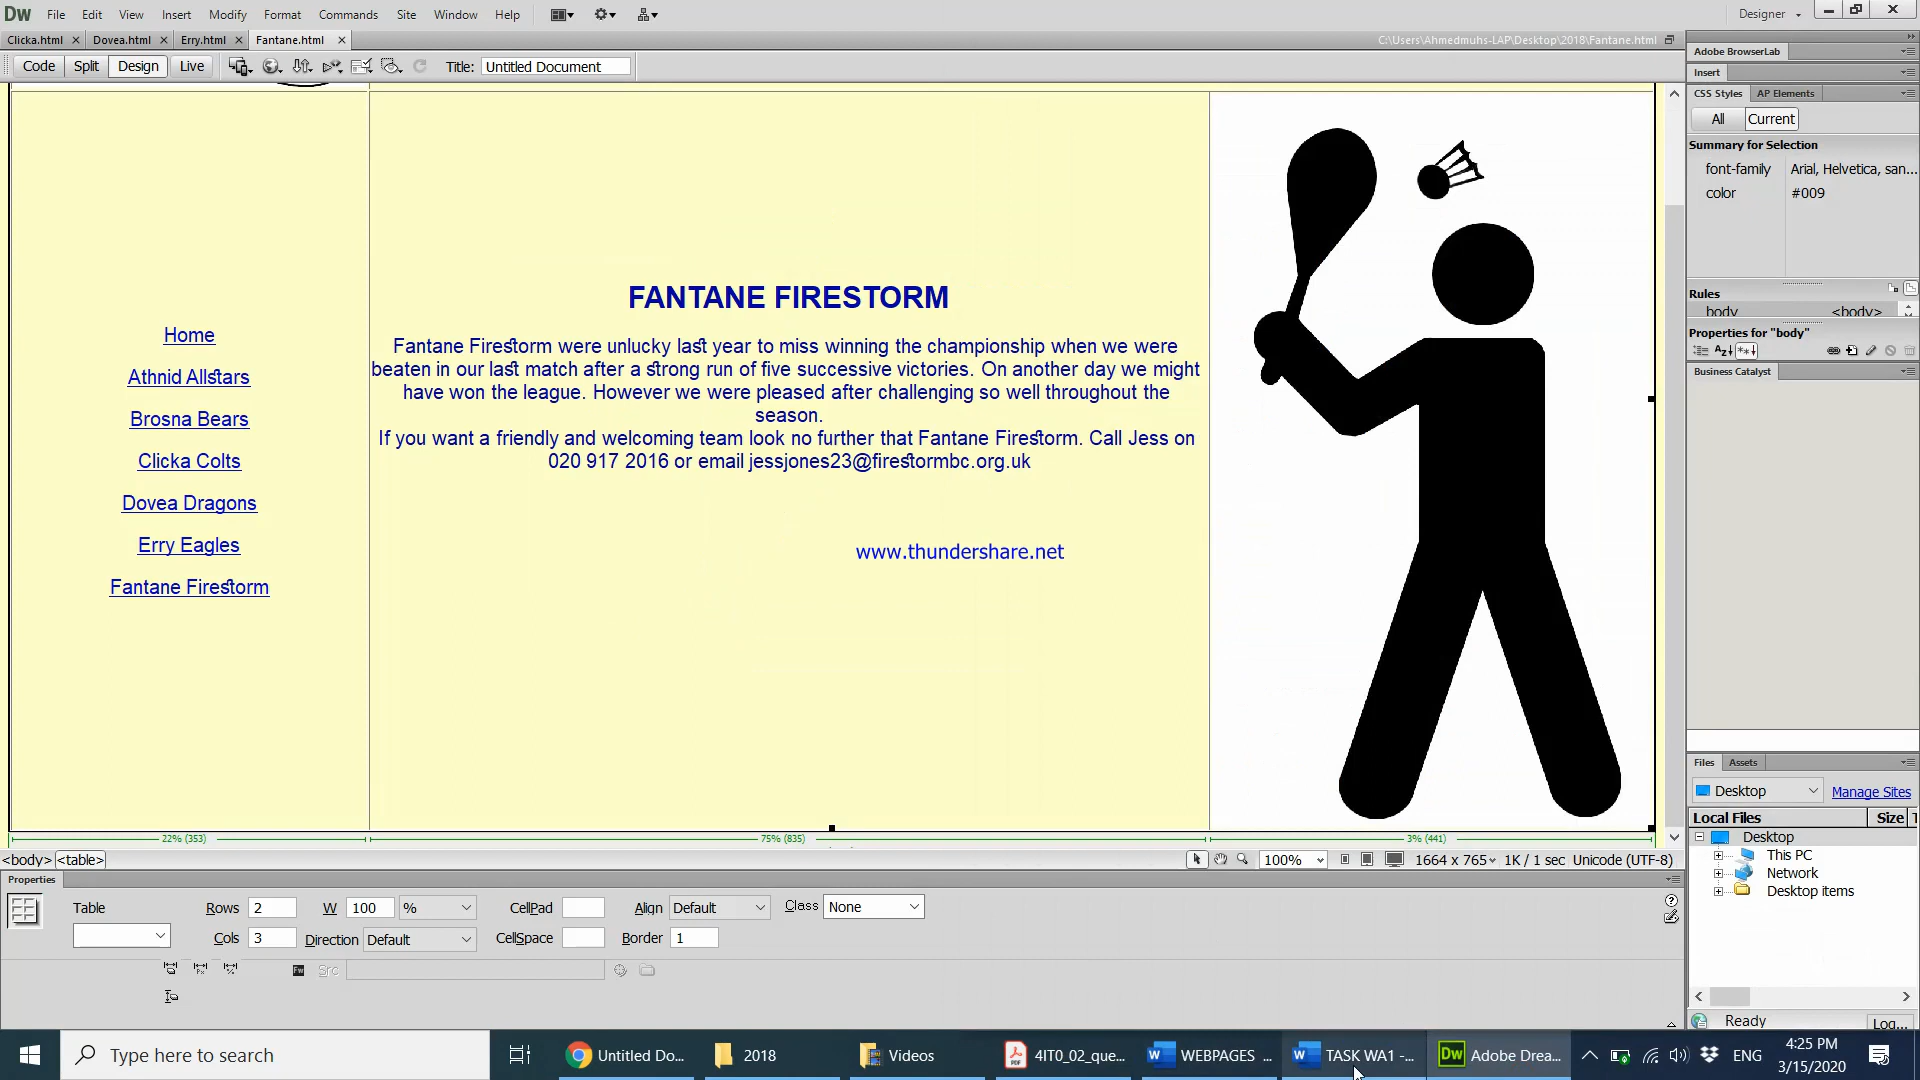 Dw File Edit View Insert Modify Format Commands Site Window Help Designer
Clicka.html Dovea.html Erry.html Fantane.html C:\Users\Ahmedmuhs-LAP\Desktop\2018\Fantane.html
Code Split Design Live Title: Untitled Document
Home
Athnid Allstars
Brosna Bears
Clicka Colts
Dovea Dragons
Erry Eagles
Fantane Firestorm
FANTANE FIRESTORM
Fantane Firestorm were unlucky last year to miss winning the championship when we were
beaten in our last match after a strong run of five successive victories. On another day we might
have won the league. However we were pleased after challenging so well throughout the
season.
If you want a friendly and welcoming team look no further that Fantane Firestorm. Call Jess on
020 917 2016 or email jessjones23@firestormbc.org.uk
www.thundershare.net
22% (353) 75% (835) 3% (441)
<body> <table> 100% 1664 x 765 1K / 1 sec Unicode (UTF-8)
Properties
Table Rows 2 W 100 % CellPad Align Default Class None
Cols 3 Direction Default CellSpace Border 1
Fw Src
Adobe BrowserLab
Insert
CSS Styles AP Elements
All Current
Summary for Selection
font-family Arial, Helvetica, san...
color #009
Rules
body <body>
Properties for "body"
Business Catalyst
Files Assets
Desktop Manage Sites
Local Files Size T
Desktop
This PC
Network
Desktop items
Ready Log...
Type here to search Untitled Do... 2018 Videos 4IT0_02_que... WEBPAGES ... TASK WA1 -... Dw Adobe Drea... ENG 4:25 PM
3/15/2020